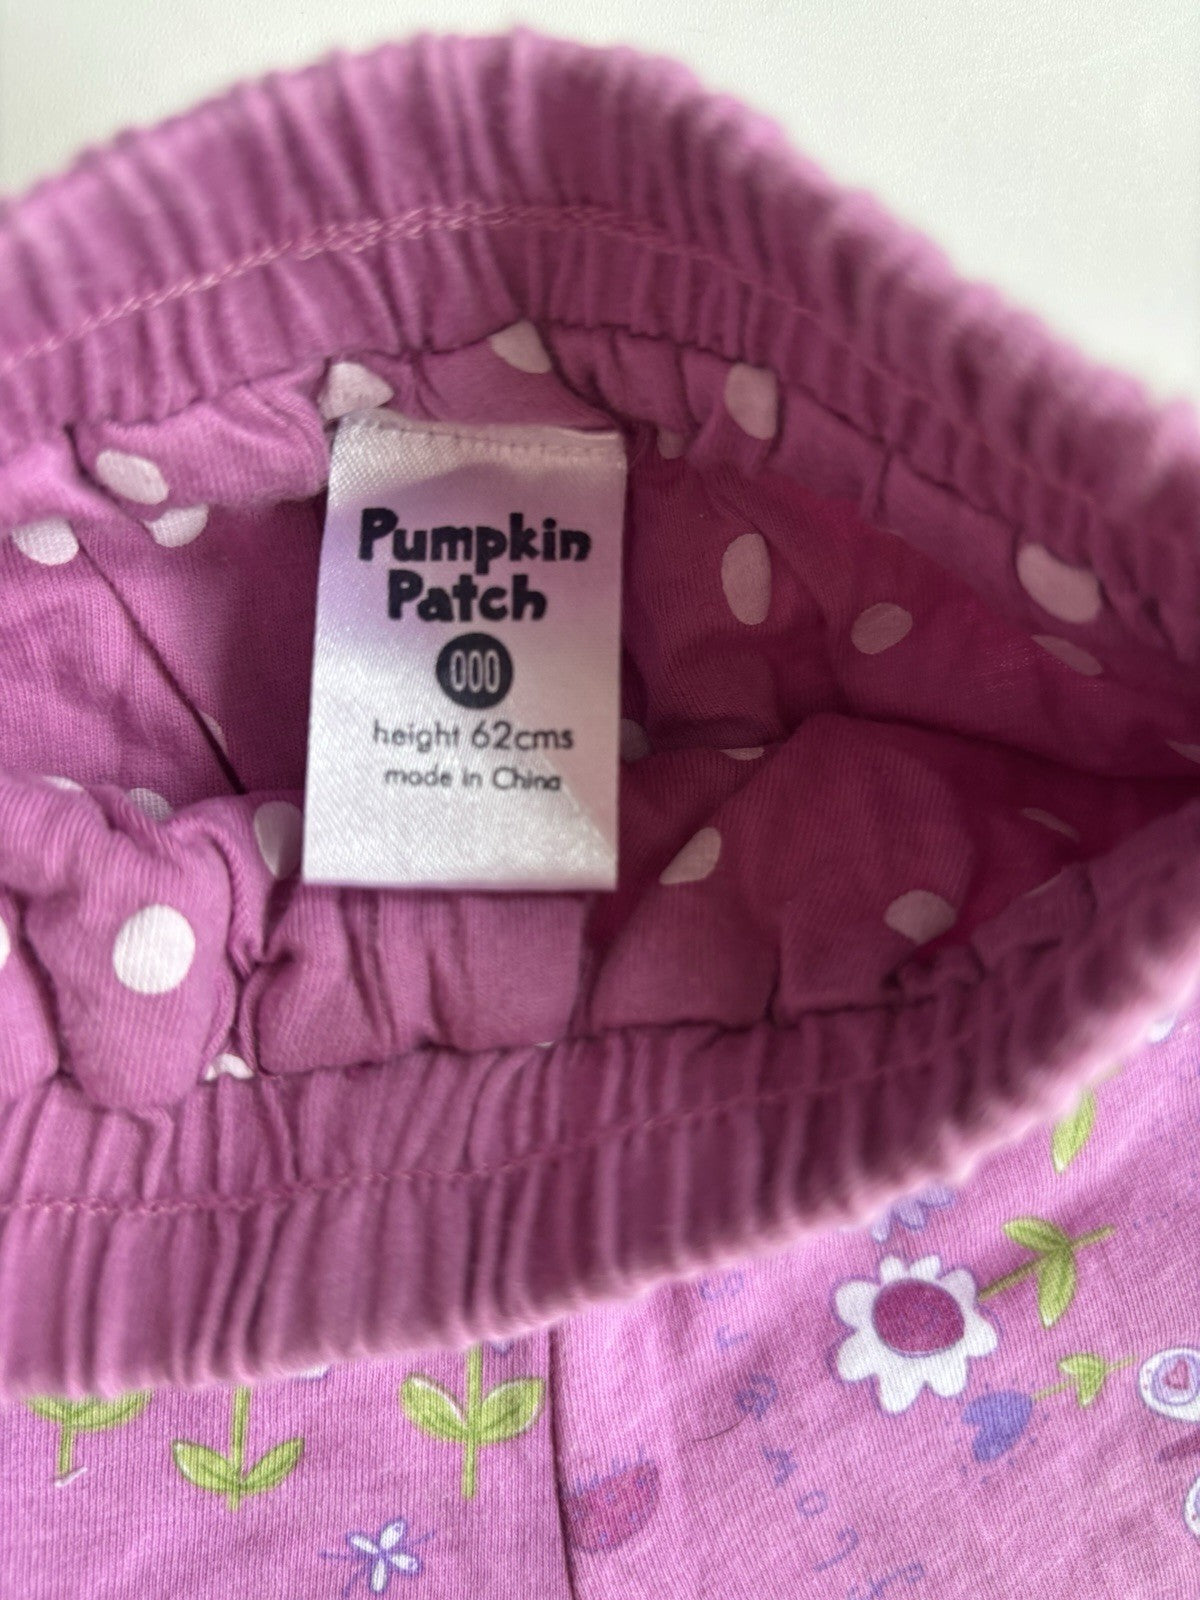 Pumpkin
Patch
000
height 62cms
made in China